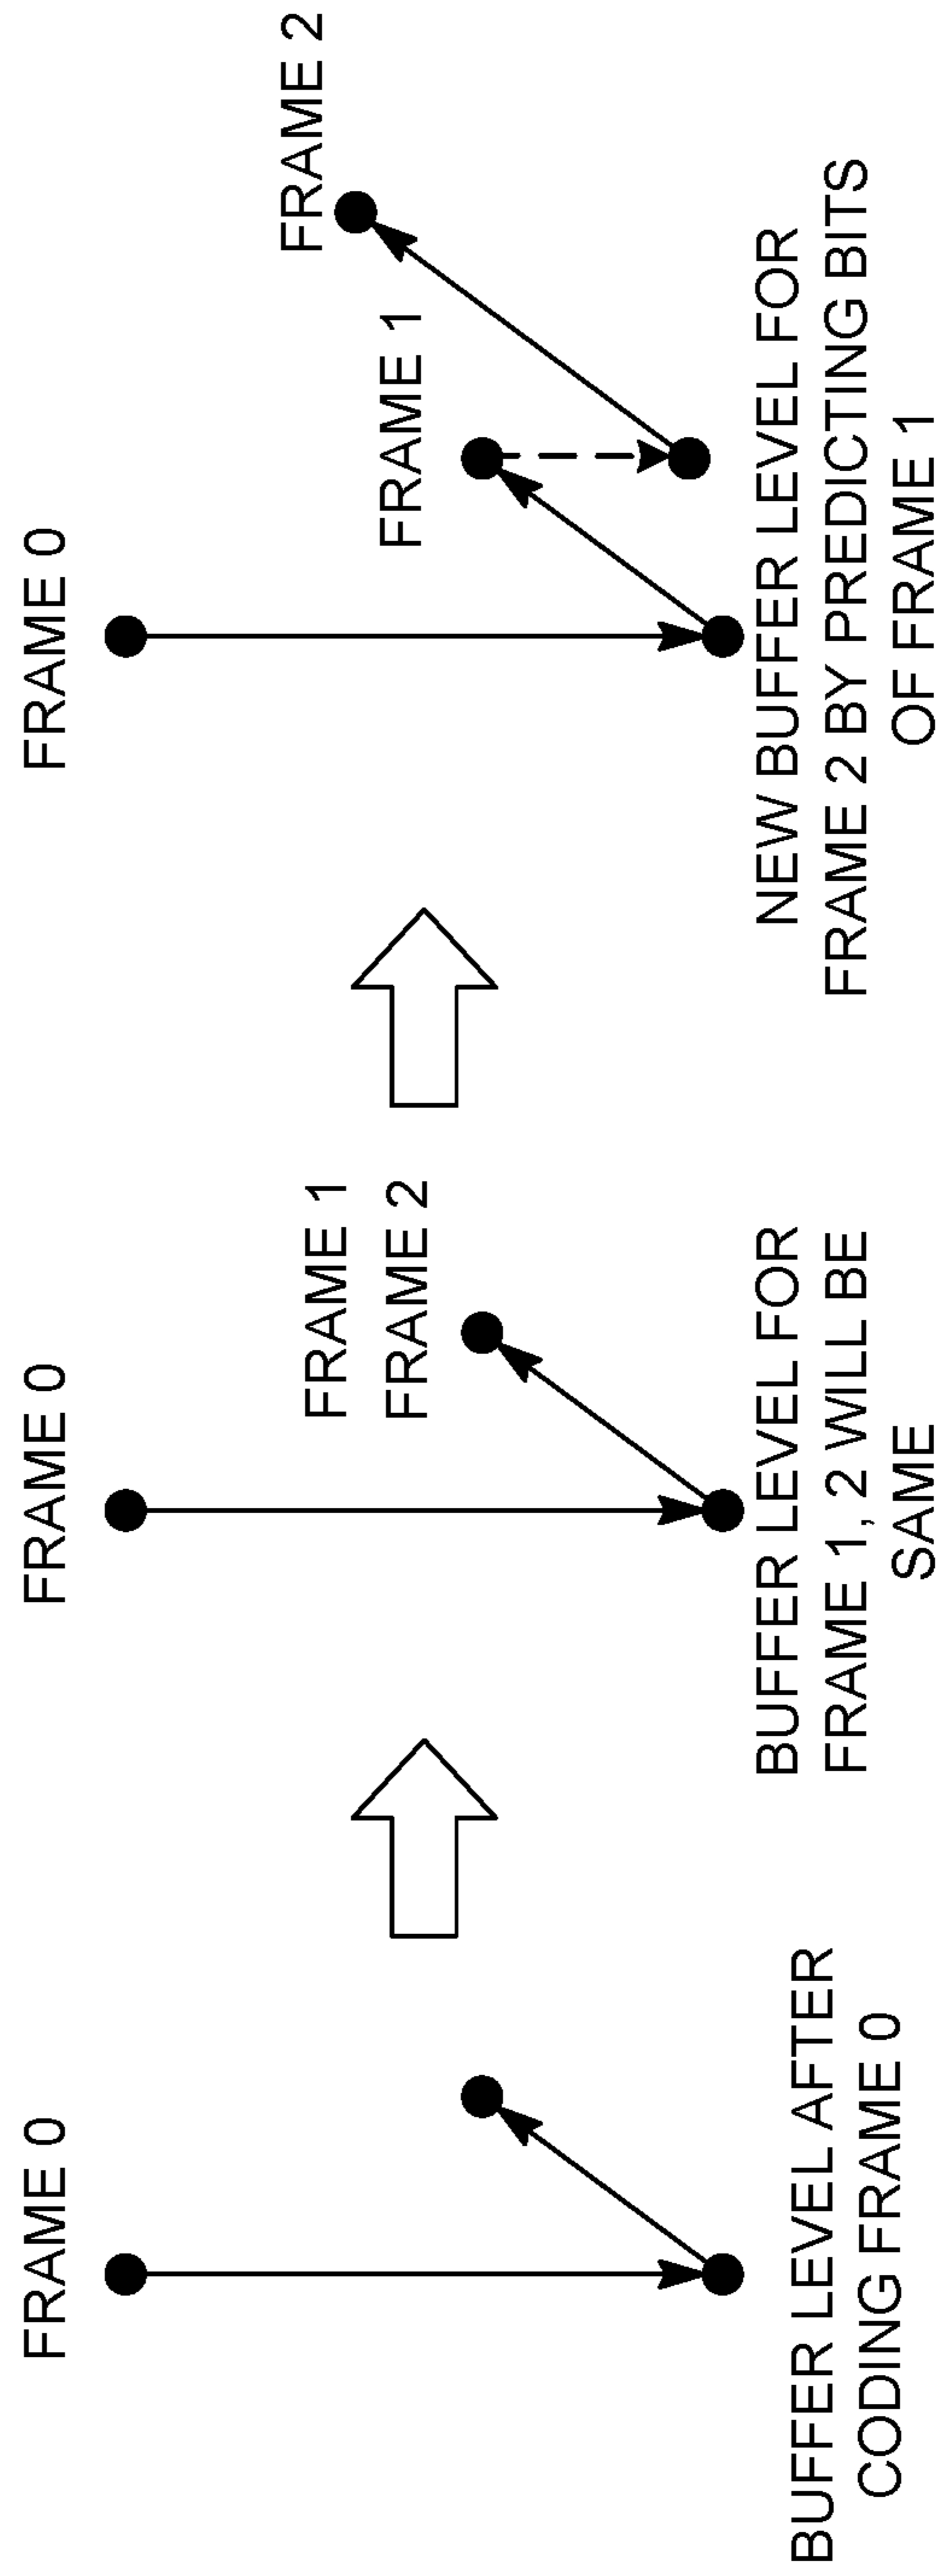 FRAME 0
BUFFER LEVEL AFTER
CODING FRAME 0
FRAME 0
FRAME 1
FRAME 2
BUFFER LEVEL FOR
FRAME 1, 2 WILL BE
SAME
FRAME 0
FRAME 1
FRAME 2
NEW BUFFER LEVEL FOR
FRAME 2 BY PREDICTING BITS
OF FRAME 1